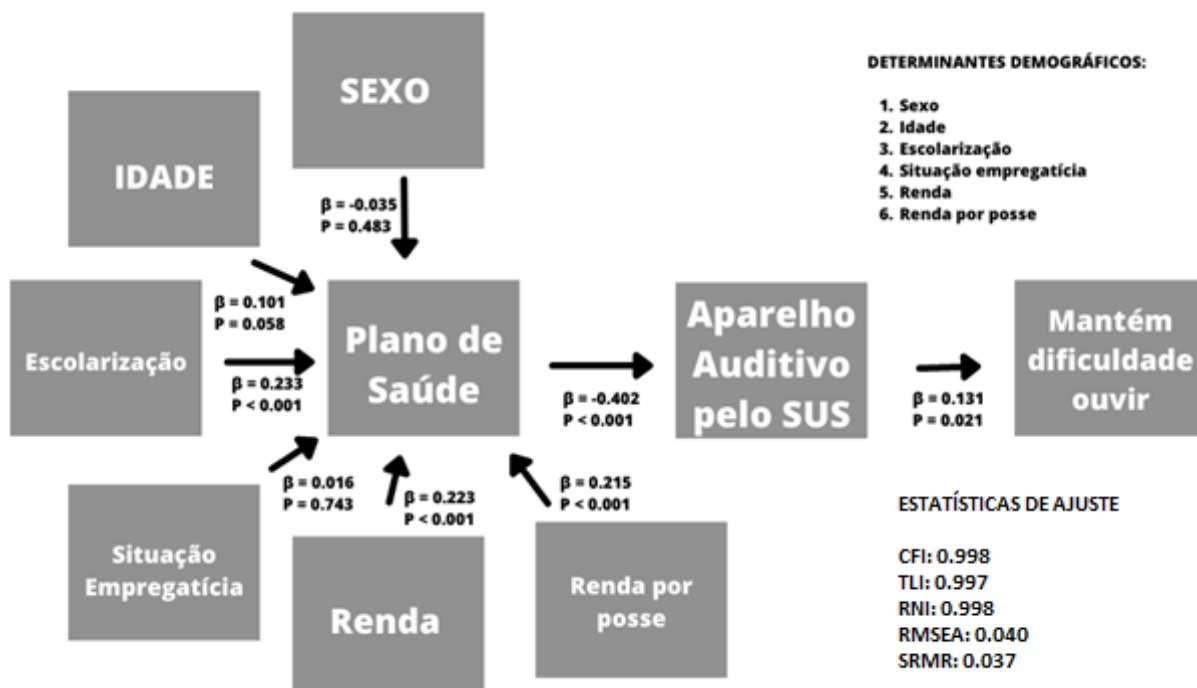 SEXO
DETERMINANTES DEMOGRÁFICOS:
1. Sexo
2. Idade
3. Escolarização
4. Situação empregatícia
5. Renda
6. Renda por posse
IDADE
β = -0.035
P = 0.483
β = 0.101
P = 0.058
Escolarização
β = 0.233
P < 0.001
Plano de
Saúde
β = -0.402
P < 0.001
Aparelho
Auditivo
pelo SUS
β = 0.131
P = 0.021
Mantém
dificuldade
ouvir
β = 0.016
P = 0.743
β = 0.223
P < 0.001
β = 0.215
P < 0.001
Situação
Empregatícia
Renda
Renda por
posse
ESTATÍSTICAS DE AJUSTE
CFI: 0.998
TLI: 0.997
RNI: 0.998
RMSEA: 0.040
SRMR: 0.037